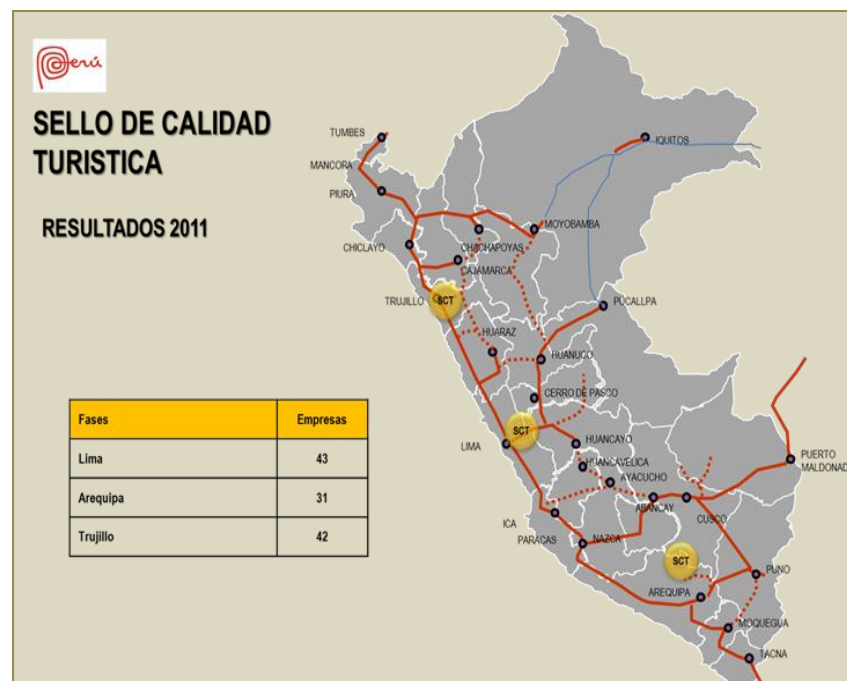 Perú
SELLO DE CALIDAD
TURISTICA
RESULTADOS 2011
TUMBES
IQUITOS
MANCORA
PIURA
MOYOBAMBA
CHICLAYO
CHACHAPOYAS
CAJAMARCA
TRUJILLO
SCT
PUCALLPA
HUARAZ
HUANUCO
CERRO DE PASCO
SCT
LIMA
HUANCAYO
HUANCAVELICA
AYACUCHO
PUERTO
MALDONAD
ABANCAY
CUSCO
ICA
PARACAS
NAZCA
SCT
PUNO
AREQUIPA
MOQUEGUA
TACNA
Fases Empresas
Lima 43
Arequipa 31
Trujillo 42